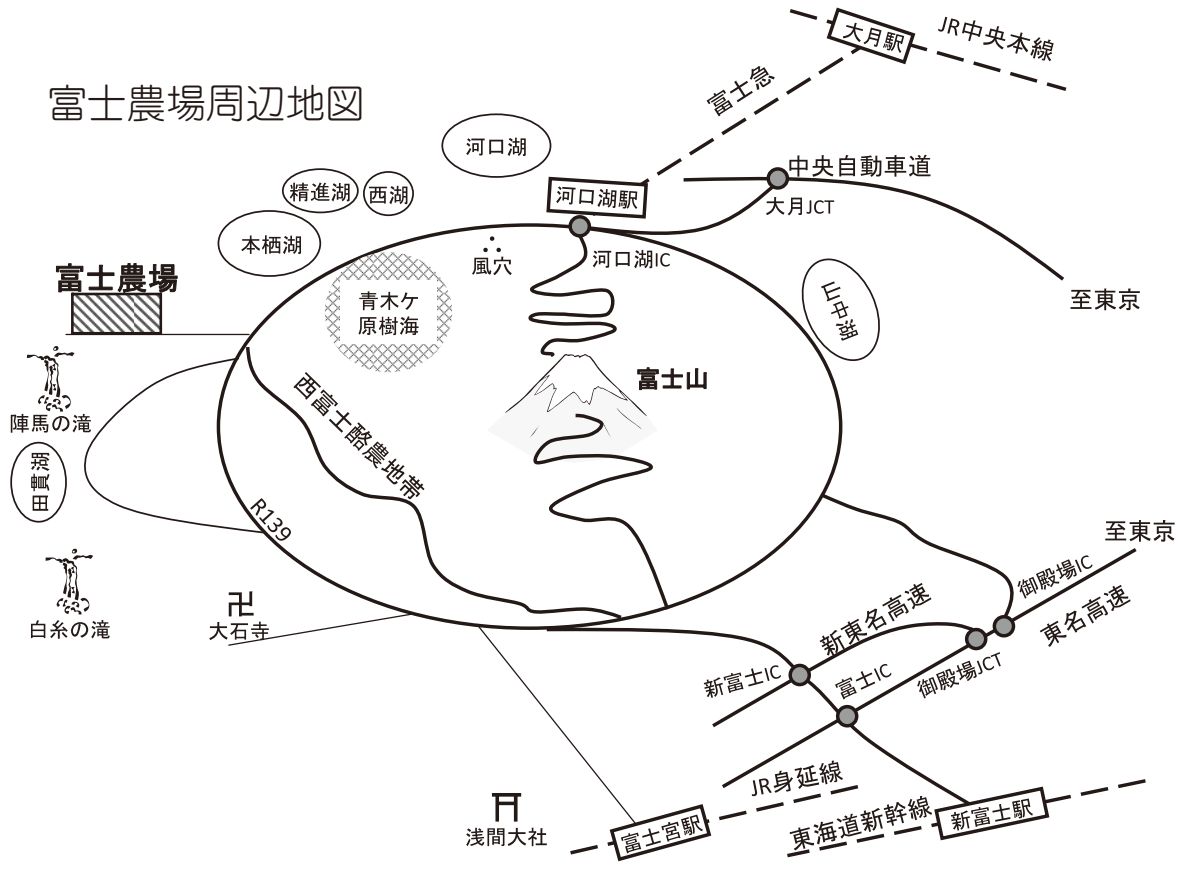 大月駅
JR中央本線
富士急
富士農場周辺地図
河口湖
中央自動車道
精進湖
西湖
河口湖駅
大月JCT
本栖湖
風穴
河口湖IC
富士農場
至東京
青木ケ
原樹海
山中湖
富士山
陣馬の滝
西富士酪農地帯
田貫湖
R139
至東京
御殿場IC
白糸の滝
大石寺
新東名高速
東名高速
新富士IC
富士IC
御殿場JCT
JR身延線
浅間大社
富士宮駅
東海道新幹線
新富士駅